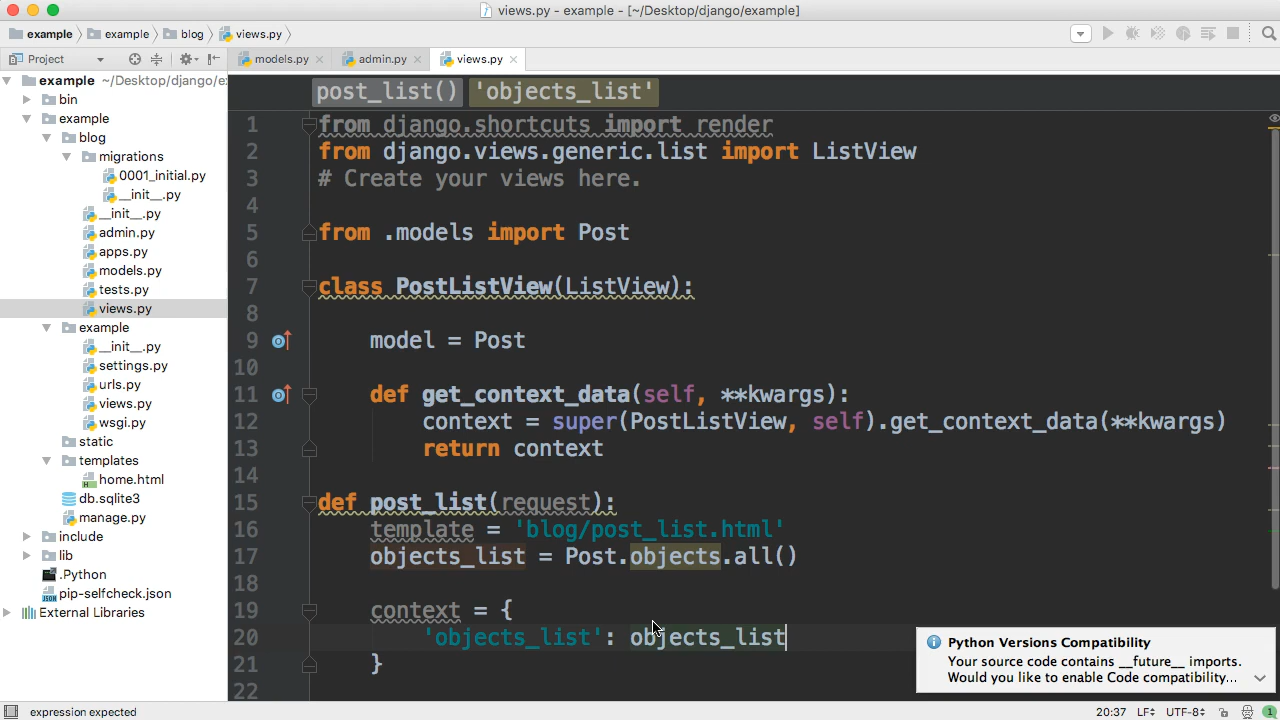 views.py - example - [~/Desktop/django/example]
example example blog views.py
Project
models.py admin.py views.py
example ~/Desktop/django/e
bin
example
blog
migrations
0001_initial.py
__init__.py
__init__.py
admin.py
apps.py
models.py
tests.py
views.py
example
__init__.py
settings.py
urls.py
views.py
wsgi.py
static
templates
home.html
db.sqlite3
manage.py
include
lib
.Python
pip-selfcheck.json
External Libraries
post_list() 'objects_list'
1 from django.shortcuts import render
2 from django.views.generic.list import ListView
3 # Create your views here.
4
5 from .models import Post
6
7 class PostListView(ListView):
8
9 model = Post
10
11 def get_context_data(self, **kwargs):
12 context = super(PostListView, self).get_context_data(**kwargs)
13 return context
14
15 def post_list(request):
16 template = 'blog/post_list.html'
17 objects_list = Post.objects.all()
18
19 context = {
20 'objects_list': objects_list
21 }
22
Python Versions Compatibility
Your source code contains __future__ imports.
Would you like to enable Code compatibility...
expression expected
20:37 LF UTF-8 1